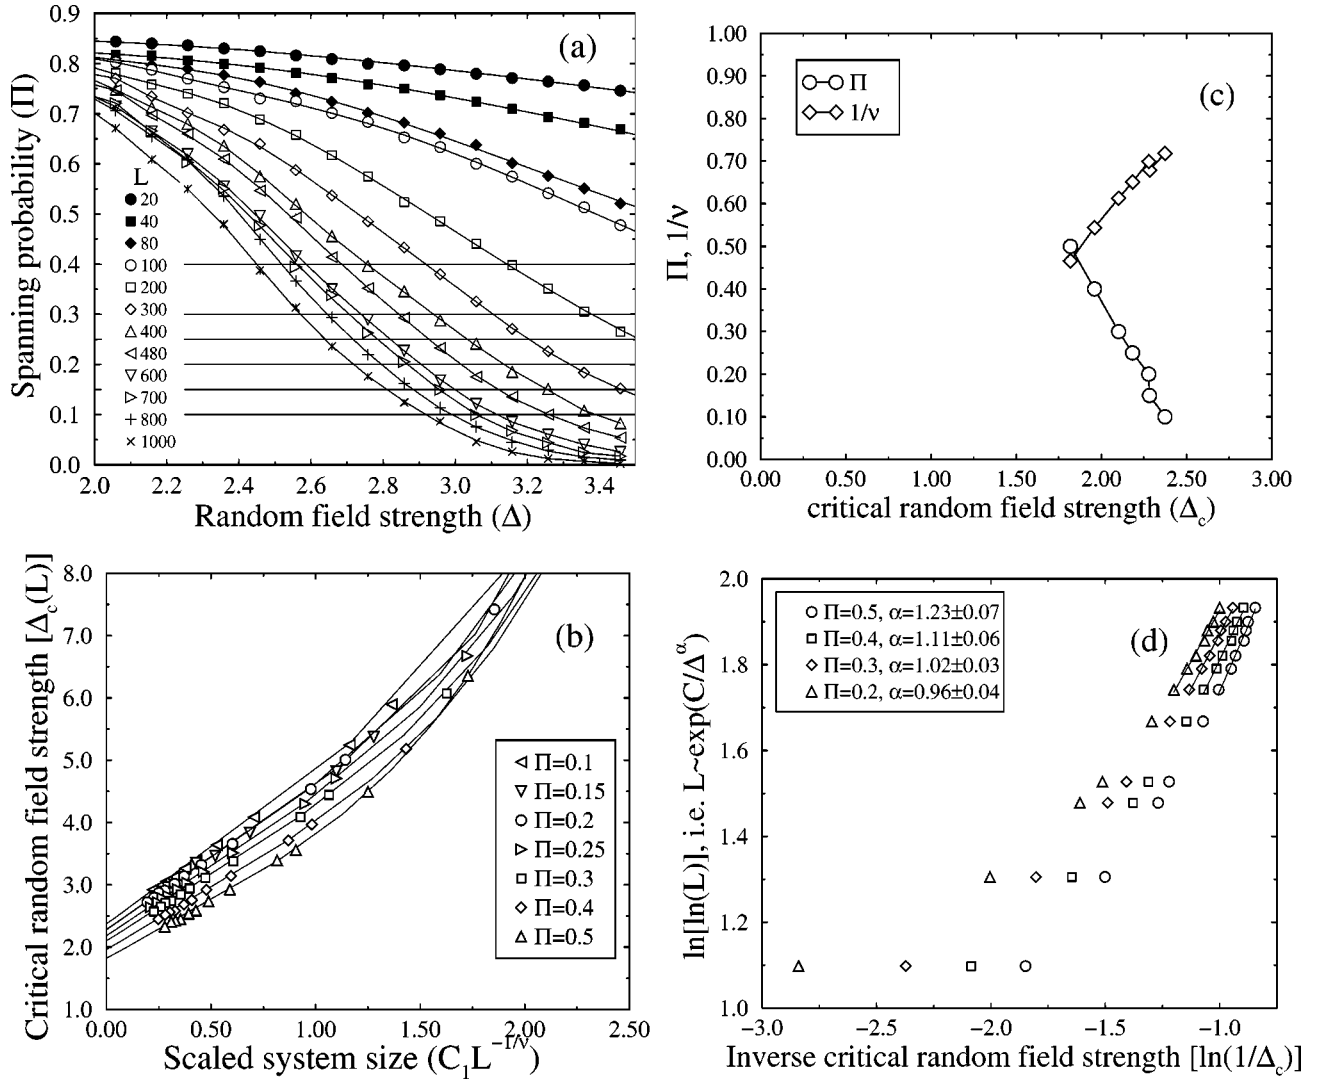 (a)
Spanning probability (Π)
0.9
0.8
0.7
0.6
0.5
0.4
0.3
0.2
0.1
0.0
L
20
40
80
100
200
300
400
480
600
700
800
1000
2.0 2.2 2.4 2.6 2.8 3.0 3.2 3.4
Random field strength (Δ)
(c)
Π, 1/ν
1.00
0.90
0.80
0.70
0.60
0.50
0.40
0.30
0.20
0.10
0.00
Π
1/ν
0.00 0.50 1.00 1.50 2.00 2.50 3.00
critical random field strength (Δc)
(b)
Critical random field strength [Δc(L)]
8.0
7.0
6.0
5.0
4.0
3.0
2.0
1.0
Π=0.1
Π=0.15
Π=0.2
Π=0.25
Π=0.3
Π=0.4
Π=0.5
0.00 0.50 1.00 1.50 2.00 2.50
Scaled system size (C₁L^−1/ν)
(d)
ln[ln(L)], i.e. L~exp(C/Δ^α)
2.0
1.8
1.6
1.4
1.2
1.0
Π=0.5, α=1.23±0.07
Π=0.4, α=1.11±0.06
Π=0.3, α=1.02±0.03
Π=0.2, α=0.96±0.04
−3.0 −2.5 −2.0 −1.5 −1.0
Inverse critical random field strength [ln(1/Δc)]